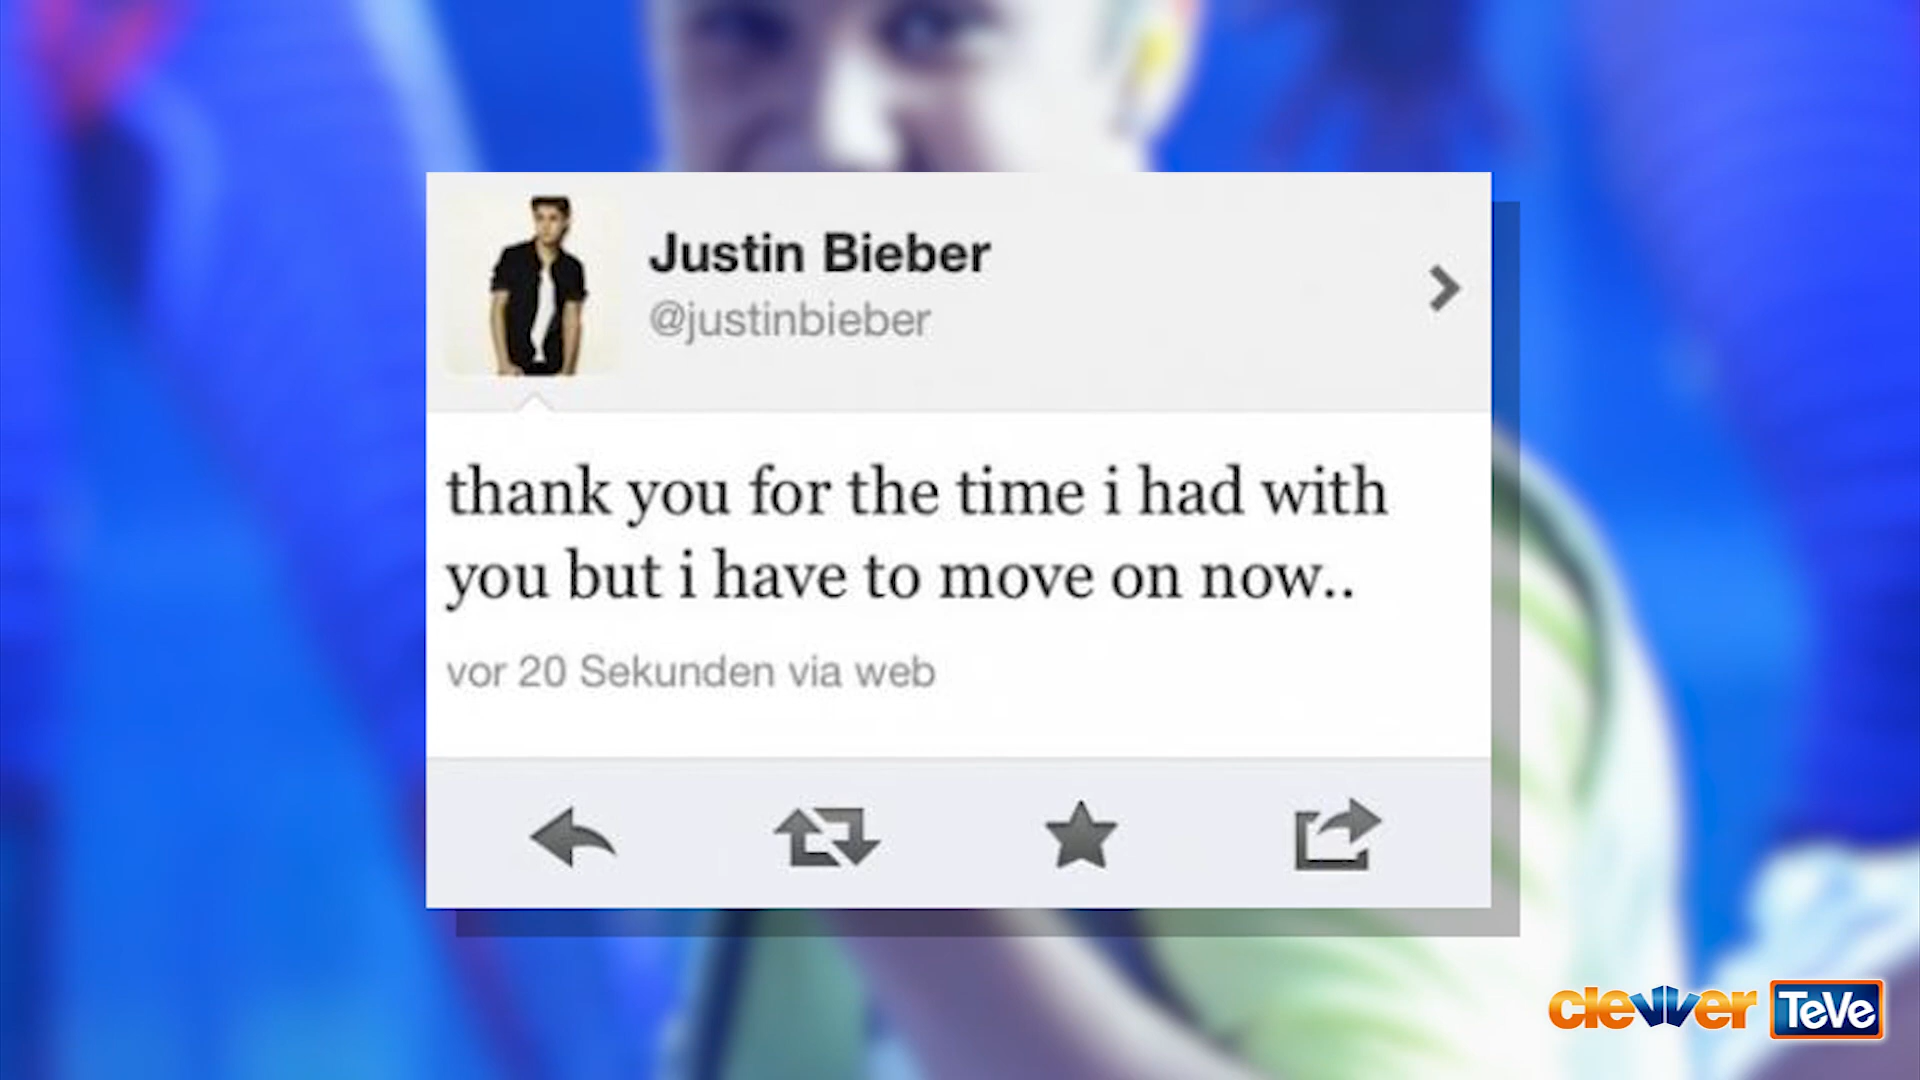 Justin Bieber
@justinbieber
thank you for the time i had with
you but i have to move on now..
vor 20 Sekunden via web
clevver TeVe